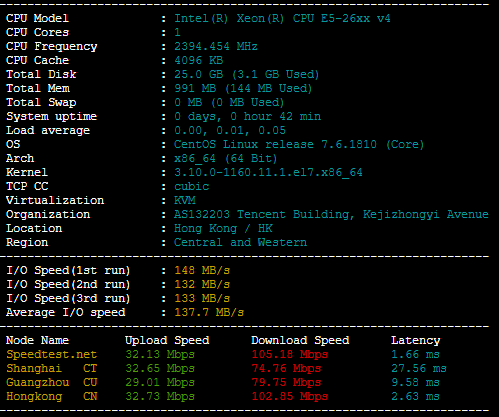 CPU Model : Intel(R) Xeon(R) CPU E5-26xx v4
CPU Cores : 1
CPU Frequency : 2394.454 MHz
CPU Cache : 4096 KB
Total Disk : 25.0 GB (3.1 GB Used)
Total Mem : 991 MB (144 MB Used)
Total Swap : 0 MB (0 MB Used)
System uptime : 0 days, 0 hour 42 min
Load average : 0.00, 0.01, 0.05
OS : CentOS Linux release 7.6.1810 (Core)
Arch : x86_64 (64 Bit)
Kernel : 3.10.0-1160.11.1.el7.x86_64
TCP CC : cubic
Virtualization : KVM
Organization : AS132203 Tencent Building, Kejizhongyi Avenue
Location : Hong Kong / HK
Region : Central and Western
I/O Speed(1st run) : 148 MB/s
I/O Speed(2nd run) : 132 MB/s
I/O Speed(3rd run) : 133 MB/s
Average I/O speed : 137.7 MB/s
Node Name Upload Speed Download Speed Latency
Speedtest.net 32.13 Mbps 105.18 Mbps 1.66 ms
Shanghai CT 32.65 Mbps 74.76 Mbps 27.56 ms
Guangzhou CU 29.01 Mbps 79.75 Mbps 9.58 ms
Hongkong CN 32.73 Mbps 102.85 Mbps 2.63 ms